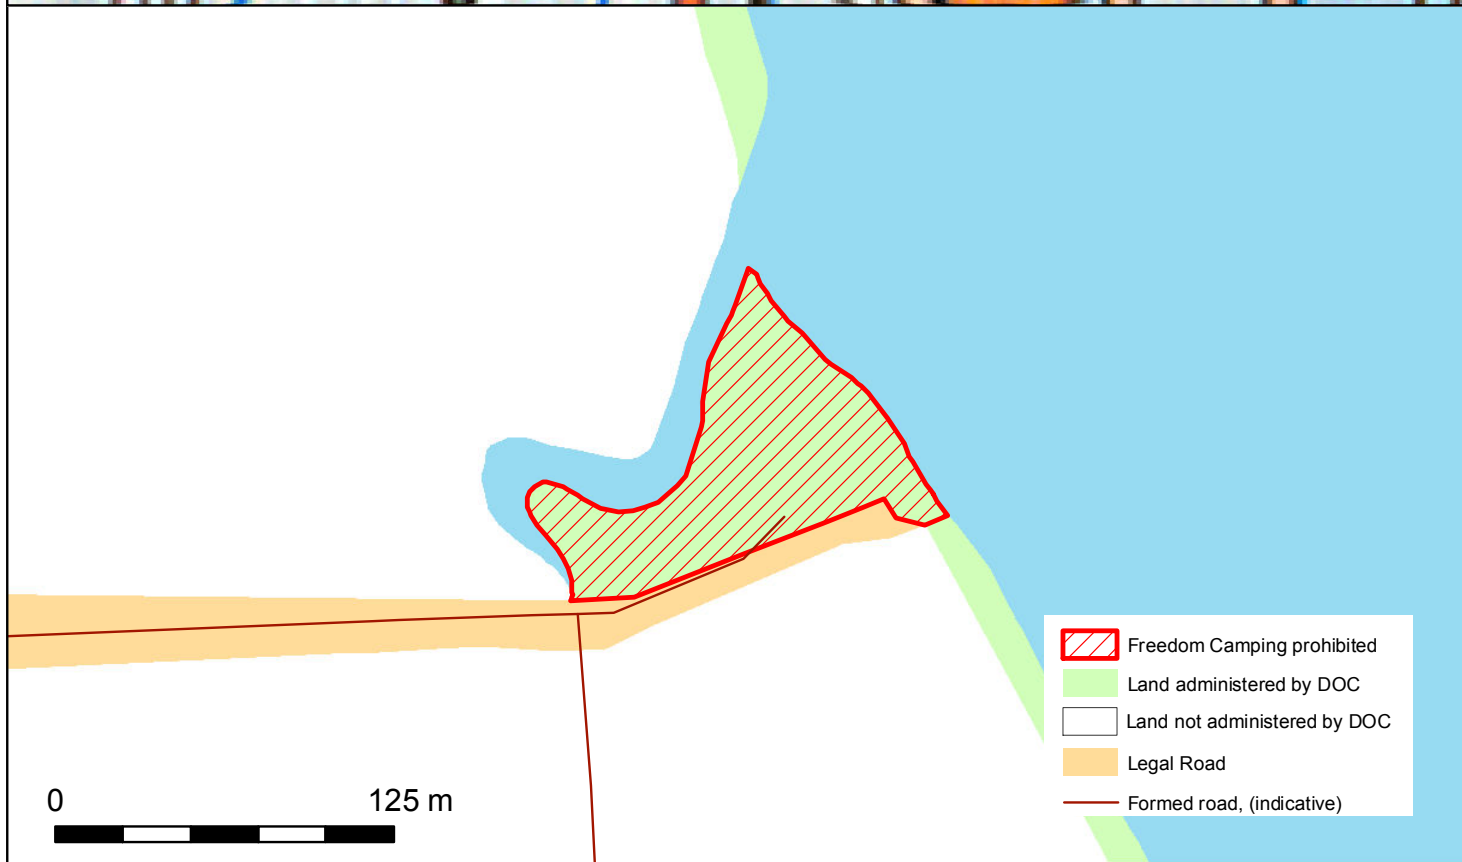 Freedom Camping prohibited
Land administered by DOC
Land not administered by DOC
Legal Road
Formed road, (indicative)
0 125 m